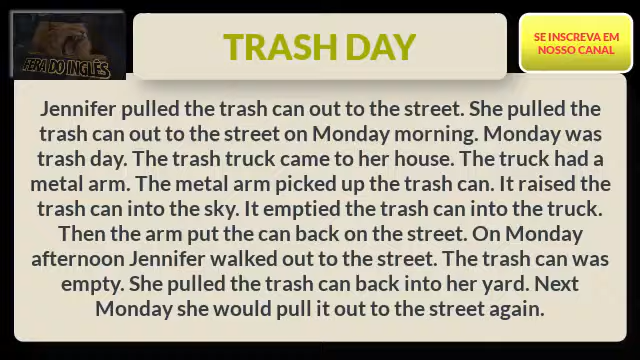 FERA DO INGLÊS
TRASH DAY
SE INSCREVA EM
NOSSO CANAL
Jennifer pulled the trash can out to the street. She pulled the
trash can out to the street on Monday morning. Monday was
trash day. The trash truck came to her house. The truck had a
metal arm. The metal arm picked up the trash can. It raised the
trash can into the sky. It emptied the trash can into the truck.
Then the arm put the can back on the street. On Monday
afternoon Jennifer walked out to the street. The trash can was
empty. She pulled the trash can back into her yard. Next
Monday she would pull it out to the street again.